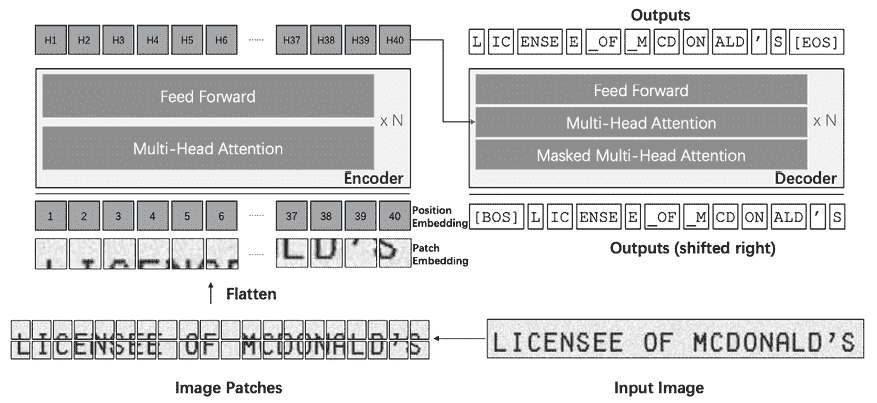 Outputs
H1 H2 H3 H4 H5 H6 ...... H37 H38 H39 H40
L IC ENSE E _OF _M CD ON ALD ' S [EOS]
Feed Forward
Multi-Head Attention
x N
Encoder
Feed Forward
Multi-Head Attention
Masked Multi-Head Attention
x N
Decoder
1 2 3 4 5 6 ...... 37 38 39 40
Position
Embedding
[BOS] L IC ENSE E _OF _M CD ON ALD ' S
LICENSEE ...... LD'S
Patch
Embedding
Outputs (shifted right)
Flatten
LICENSEE OF MCDONALD'S
LICENSEE OF MCDONALD'S
Image Patches
Input Image